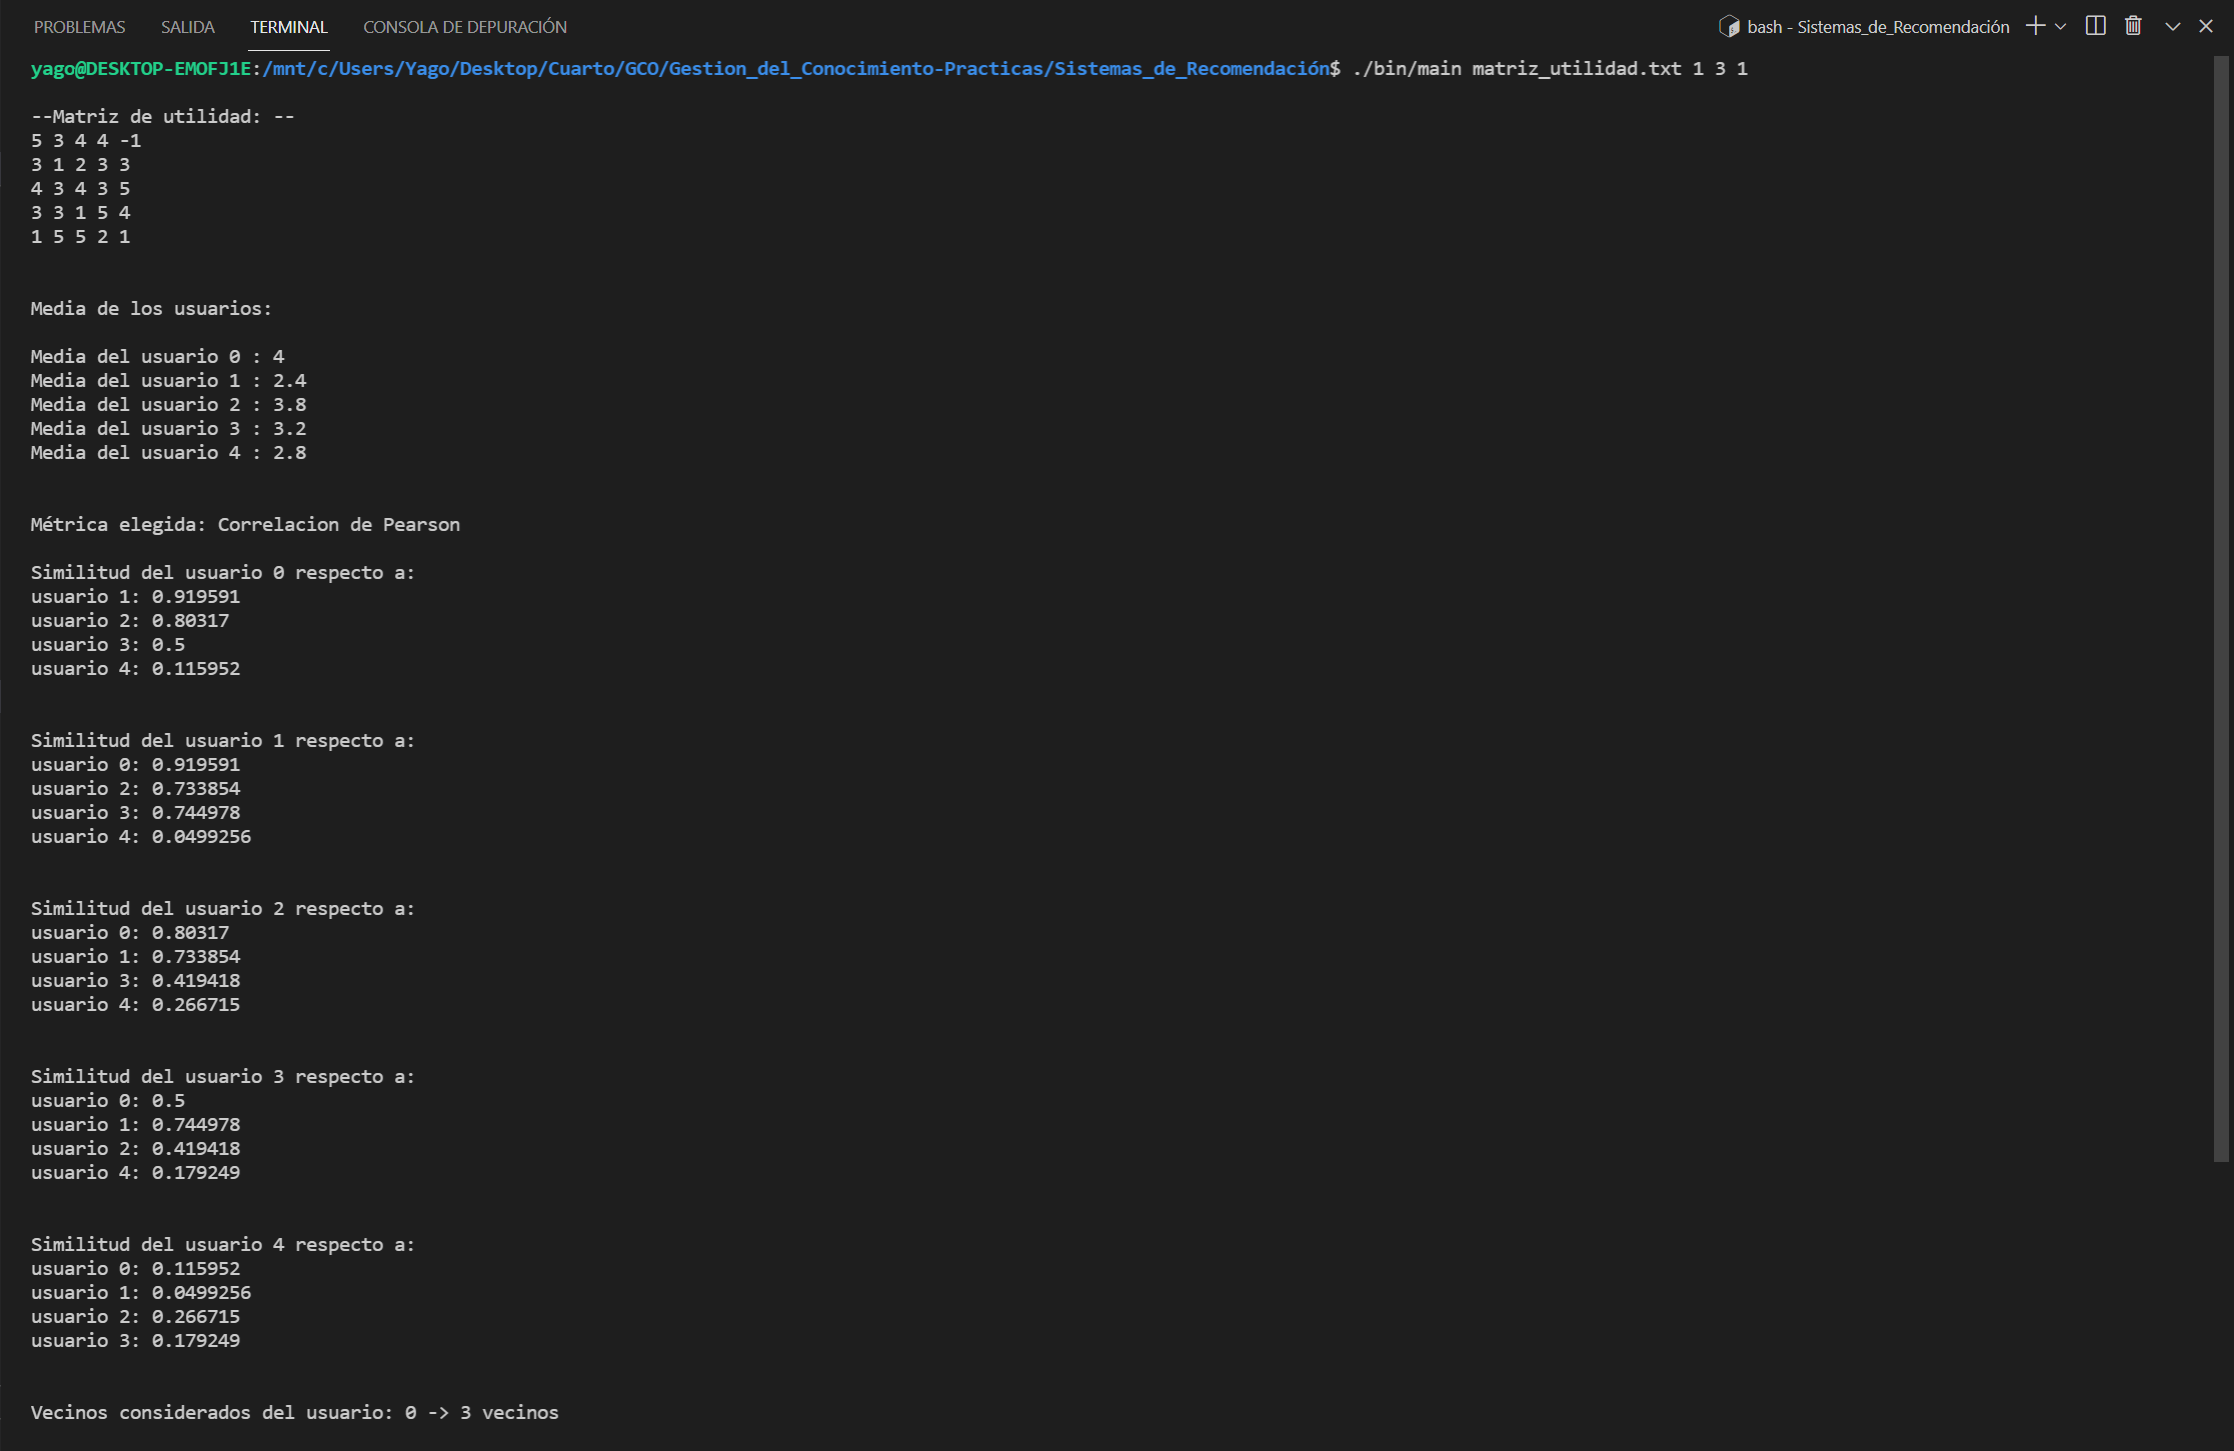 PROBLEMAS SALIDA TERMINAL CONSOLA DE DEPURACIÓN bash - Sistemas_de_Recomendación
yago@DESKTOP-EMOFJ1E:/mnt/c/Users/Yago/Desktop/Cuarto/GCO/Gestion_del_Conocimiento-Practicas/Sistemas_de_Recomendación$ ./bin/main matriz_utilidad.txt 1 3 1
--Matriz de utilidad: --
5 3 4 4 -1
3 1 2 3 3
4 3 4 3 5
3 3 1 5 4
1 5 5 2 1
Media de los usuarios:
Media del usuario 0 : 4
Media del usuario 1 : 2.4
Media del usuario 2 : 3.8
Media del usuario 3 : 3.2
Media del usuario 4 : 2.8
Métrica elegida: Correlacion de Pearson
Similitud del usuario 0 respecto a:
usuario 1: 0.919591
usuario 2: 0.80317
usuario 3: 0.5
usuario 4: 0.115952
Similitud del usuario 1 respecto a:
usuario 0: 0.919591
usuario 2: 0.733854
usuario 3: 0.744978
usuario 4: 0.0499256
Similitud del usuario 2 respecto a:
usuario 0: 0.80317
usuario 1: 0.733854
usuario 3: 0.419418
usuario 4: 0.266715
Similitud del usuario 3 respecto a:
usuario 0: 0.5
usuario 1: 0.744978
usuario 2: 0.419418
usuario 4: 0.179249
Similitud del usuario 4 respecto a:
usuario 0: 0.115952
usuario 1: 0.0499256
usuario 2: 0.266715
usuario 3: 0.179249
Vecinos considerados del usuario: 0 -> 3 vecinos